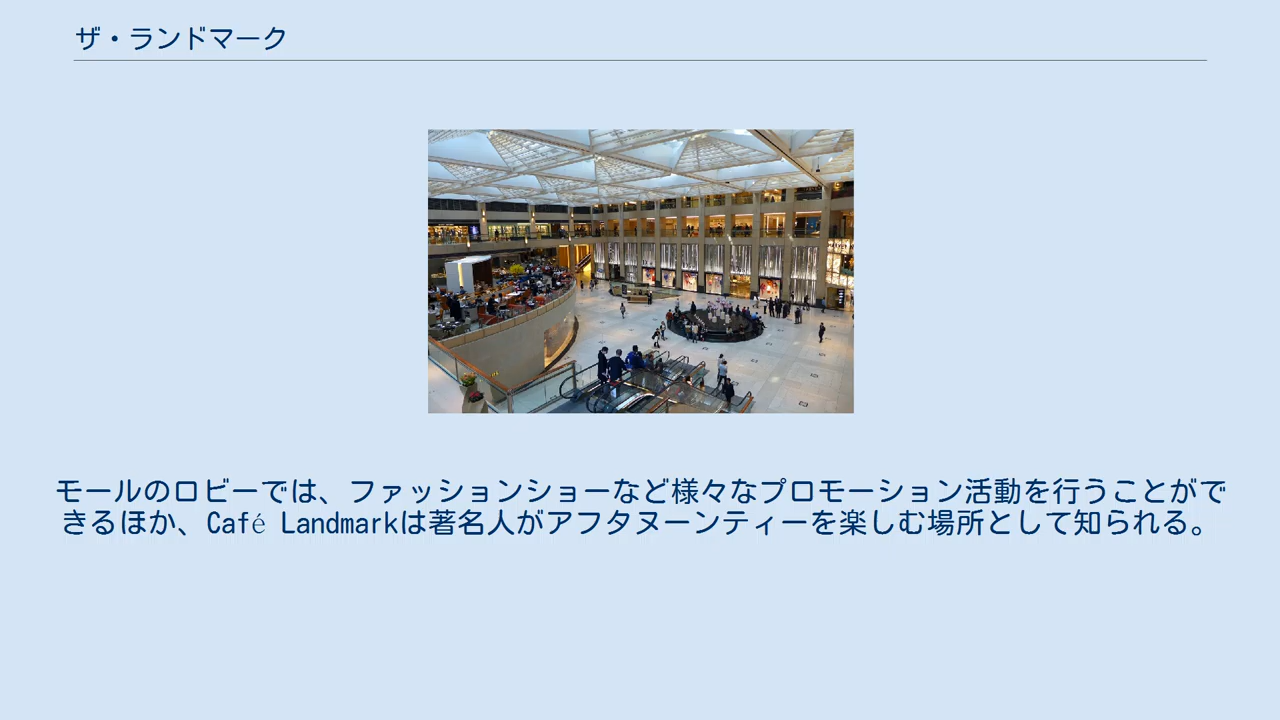 ザ・ランドマーク
モールのロビーでは、ファッションショーなど様々なプロモーション活動を行うことがで
きるほか、Café Landmarkは著名人がアフタヌーンティーを楽しむ場所として知られる。